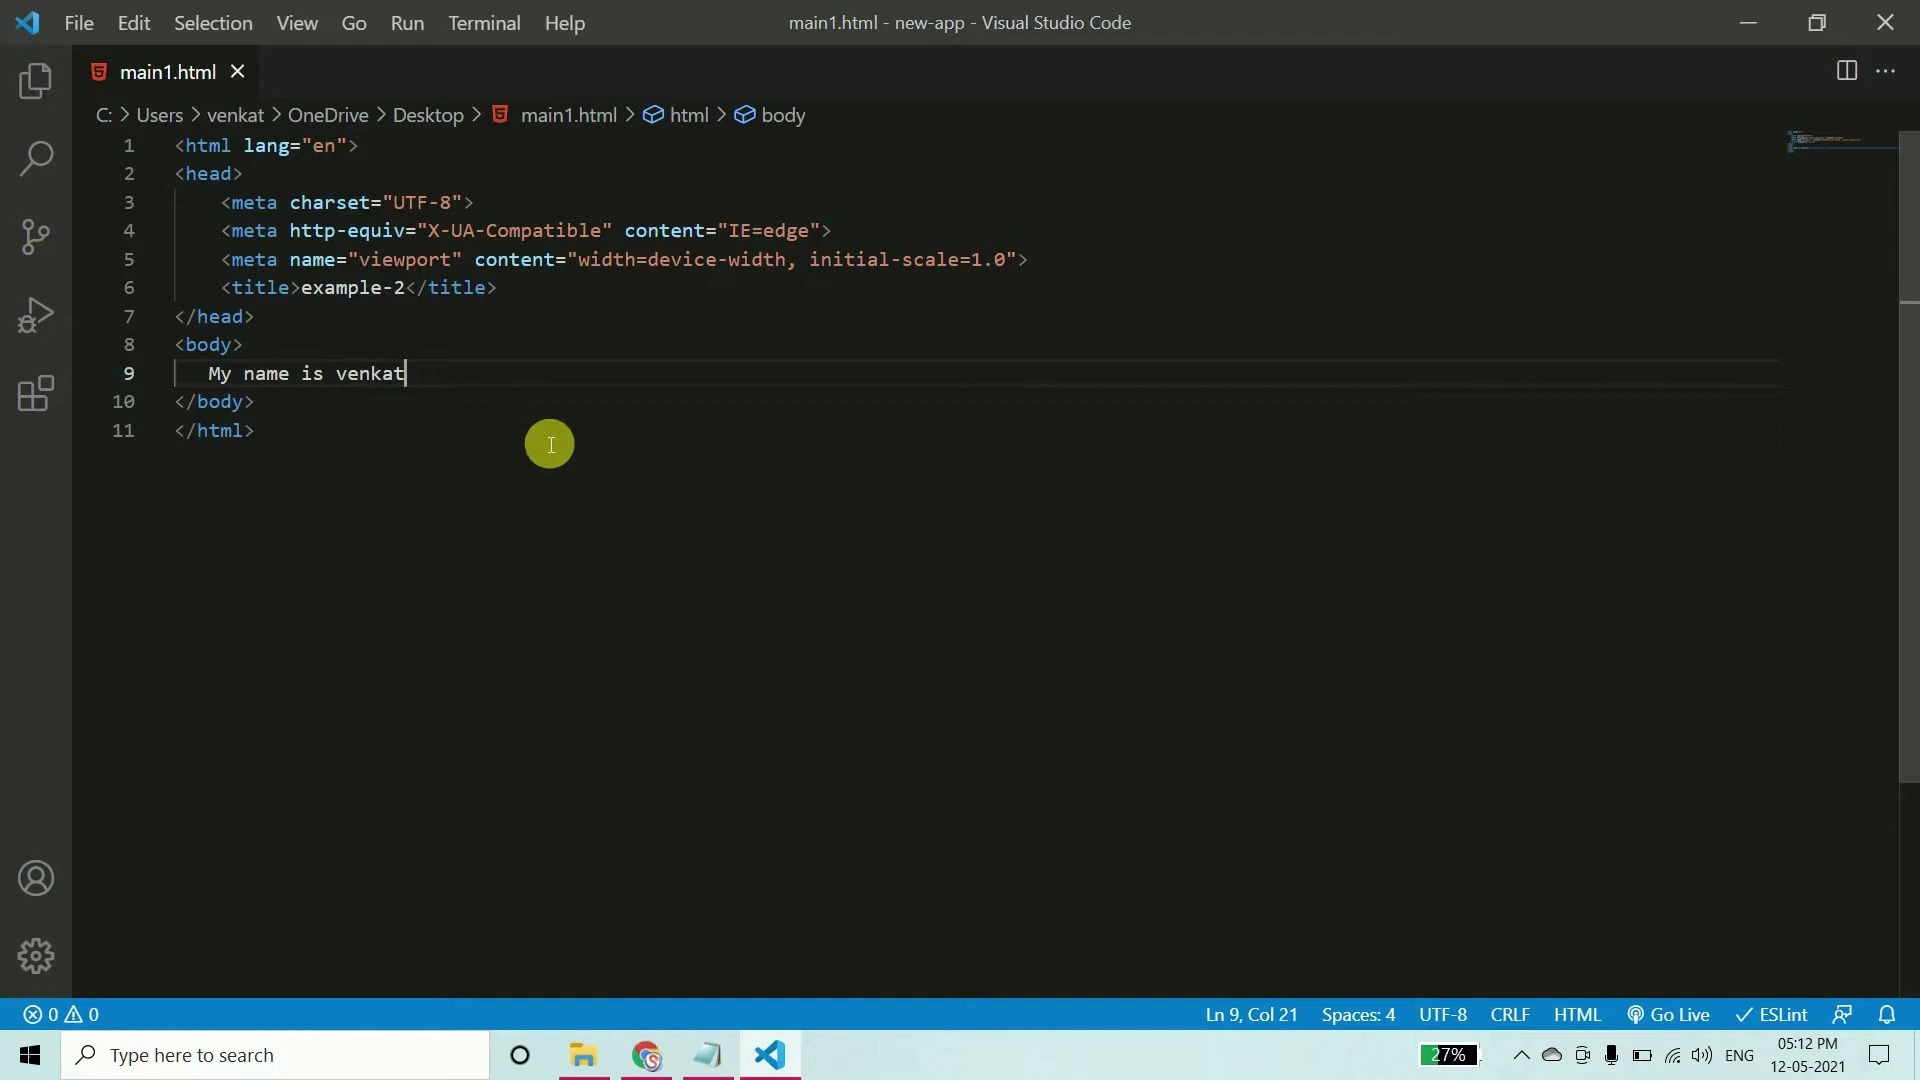 File Edit Selection View Go Run Terminal Help main1.html - new-app - Visual Studio Code
main1.html
C: > Users > venkat > OneDrive > Desktop > main1.html > html > body
1 <html lang="en">
2 <head>
3 <meta charset="UTF-8">
4 <meta http-equiv="X-UA-Compatible" content="IE=edge">
5 <meta name="viewport" content="width=device-width, initial-scale=1.0">
6 <title>example-2</title>
7 </head>
8 <body>
9 My name is venkat
10 </body>
11 </html>
0 0 Ln 9, Col 21 Spaces: 4 UTF-8 CRLF HTML Go Live ESLint
Type here to search 27% ENG 05:12 PM
12-05-2021